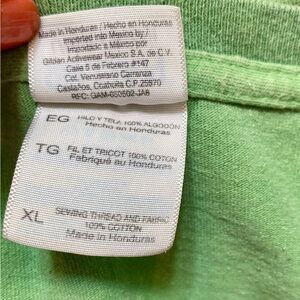 Made in Honduras / Hecho en Honduras
Imported into Mexico by /
Importado a México por
Gildan Activewear Mexico S.A. de C.V.
Calle 5 de Febrero #147
Col. Venustiano Carranza
Castaños, Coahuila C.P.25870
RFC: GAM-050502-JA8
EG HILO Y TELA 100% ALGODÓN
Hecho en Honduras
TG FIL ET TRICOT 100% COTON
Fabriqué au Honduras
XL SEWING THREAD AND FABRIC
100% COTTON
Made in Honduras